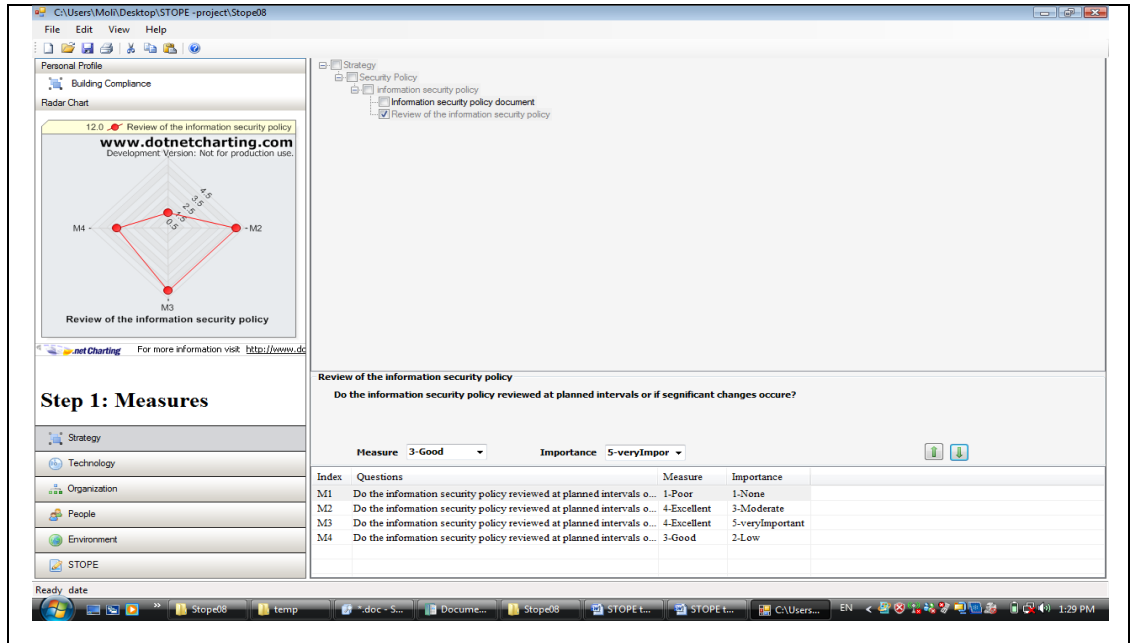 C:\Users\Moli\Desktop\STOPE -project\Stope08
File Edit View Help
Personal Profile
Building Compliance
Radar Chart
12.0 Review of the information security policy
www.dotnetcharting.com
Development Version: Not for production use.
4.5
3.5
2.5
1.5
0.5
M4
M2
M3
Review of the information security policy
.net Charting For more information visit http://www.dc
Step 1: Measures
Strategy
Technology
Organization
People
Environment
STOPE
Strategy
Security Policy
information security policy
Information security policy document
Review of the information security policy
Review of the information security policy
Do the information security policy reviewed at planned intervals or if segnificant changes occure?
Measure 3-Good Importance 5-veryImpor
Index Questions Measure Importance
M1 Do the information security policy reviewed at planned intervals o... 1-Poor 1-None
M2 Do the information security policy reviewed at planned intervals o... 4-Excellent 3-Moderate
M3 Do the information security policy reviewed at planned intervals o... 4-Excellent 5-veryImportant
M4 Do the information security policy reviewed at planned intervals o... 3-Good 2-Low
Ready date
» Stope08 temp *.doc - S... Docume... Stope08 STOPE t... STOPE t... C:\Users... EN < 1:29 PM